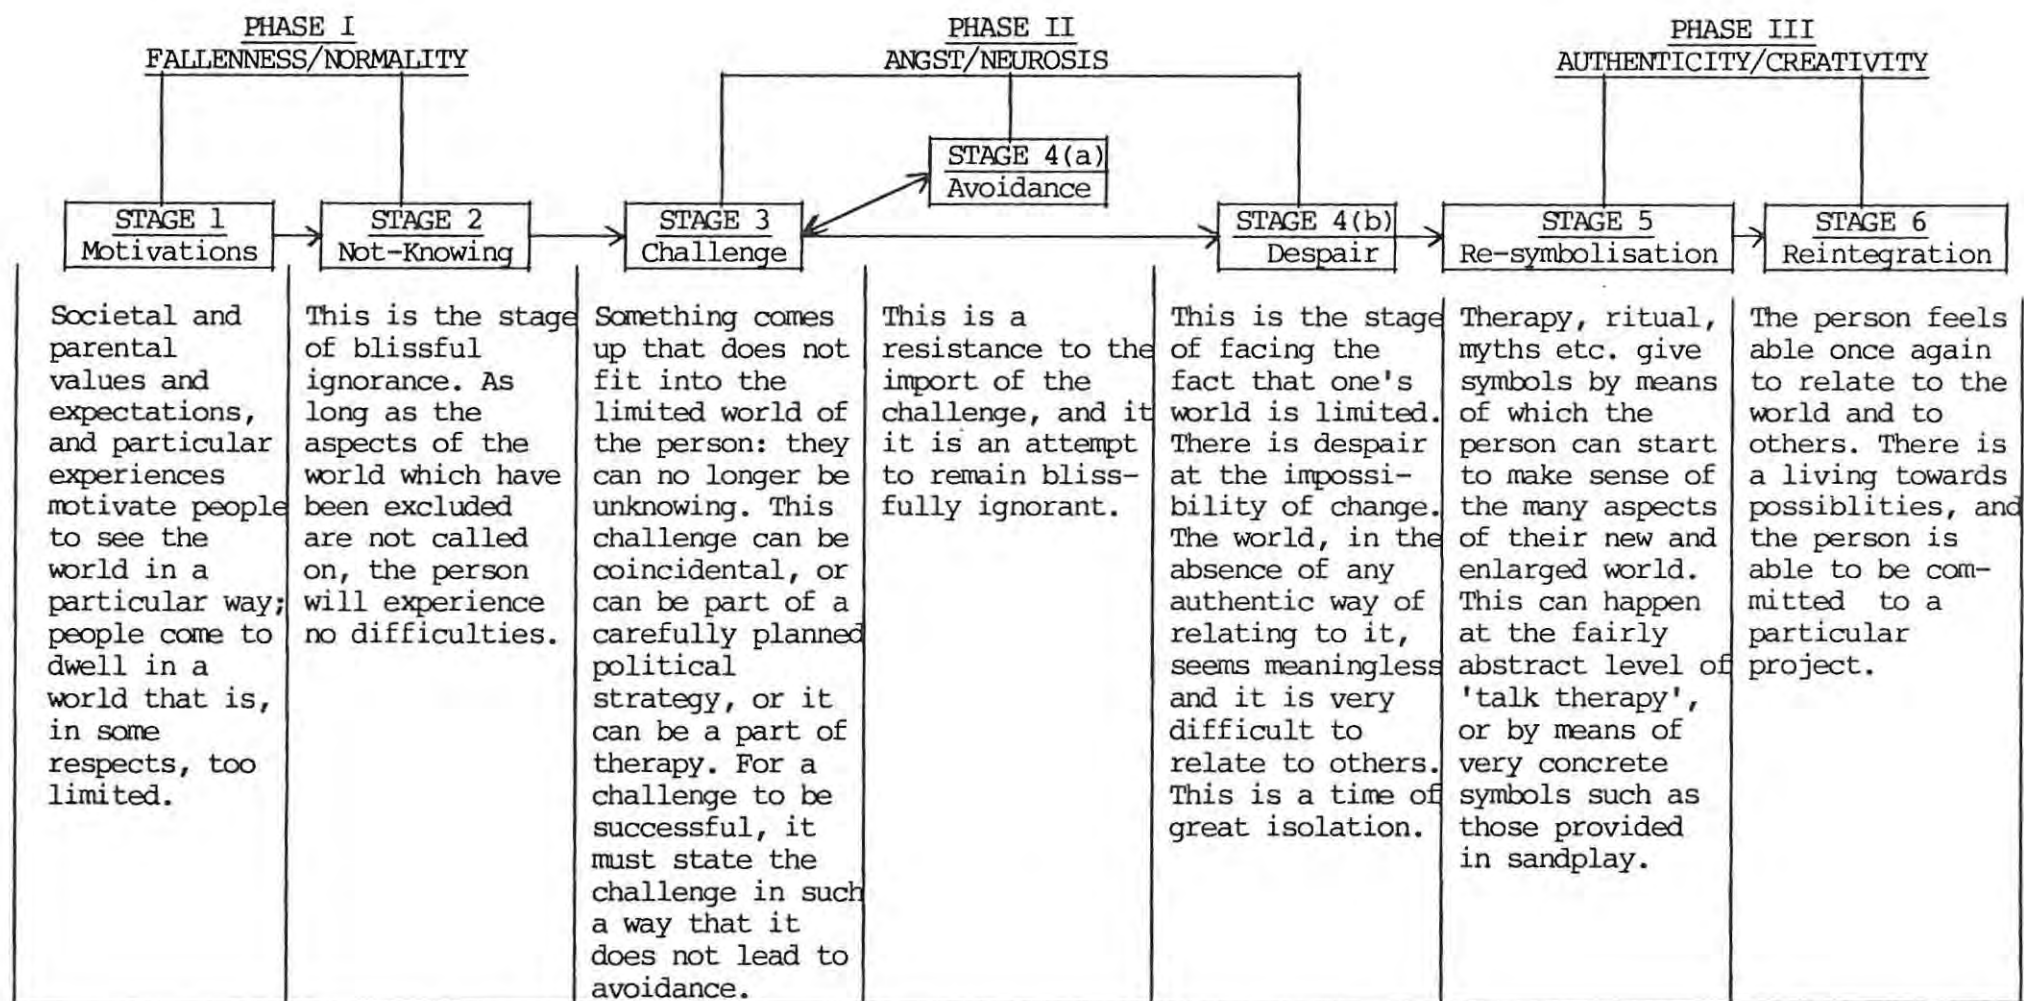 PHASE I
FALLENNESS/NORMALITY
PHASE II
ANGST/NEUROSIS
PHASE III
AUTHENTICITY/CREATIVITY
STAGE 1
Motivations
STAGE 2
Not-Knowing
STAGE 3
Challenge
STAGE 4(a)
Avoidance
STAGE 4(b)
Despair
STAGE 5
Re-symbolisation
STAGE 6
Reintegration
Societal and
parental
values and
expectations,
and particular
experiences
motivate people
to see the
world in a
particular way;
people come to
dwell in a
world that is,
in some
respects, too
limited.
This is the stage
of blissful
ignorance. As
long as the
aspects of the
world which have
been excluded
are not called
on, the person
will experience
no difficulties.
Something comes
up that does not
fit into the
limited world of
the person: they
can no longer be
unknowing. This
challenge can be
coincidental, or
can be part of a
carefully planned
political
strategy, or it
can be a part of
therapy. For a
challenge to be
successful, it
must state the
challenge in such
a way that it
does not lead to
avoidance.
This is a
resistance to the
import of the
challenge, and it
it is an attempt
to remain bliss-
fully ignorant.
This is the stage
of facing the
fact that one's
world is limited.
There is despair
at the impossi-
bility of change.
The world, in the
absence of any
authentic way of
relating to it,
seems meaningless
and it is very
difficult to
relate to others.
This is a time of
great isolation.
Therapy, ritual,
myths etc. give
symbols by means
of which the
person can start
to make sense of
the many aspects
of their new and
enlarged world.
This can happen
at the fairly
abstract level of
'talk therapy',
or by means of
very concrete
symbols such as
those provided
in sandplay.
The person feels
able once again
to relate to the
world and to
others. There is
a living towards
possiblities, and
the person is
able to be com-
mitted to a
particular
project.